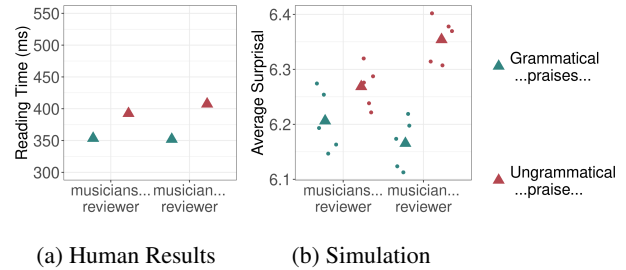 Reading Time (ms)
550
500
450
400
350
300
musicians...
reviewer
musician...
reviewer
(a) Human Results
Average Surprisal
6.4
6.3
6.2
6.1
musicians...
reviewer
musician...
reviewer
(b) Simulation
Grammatical
...praises...
Ungrammatical
...praise...